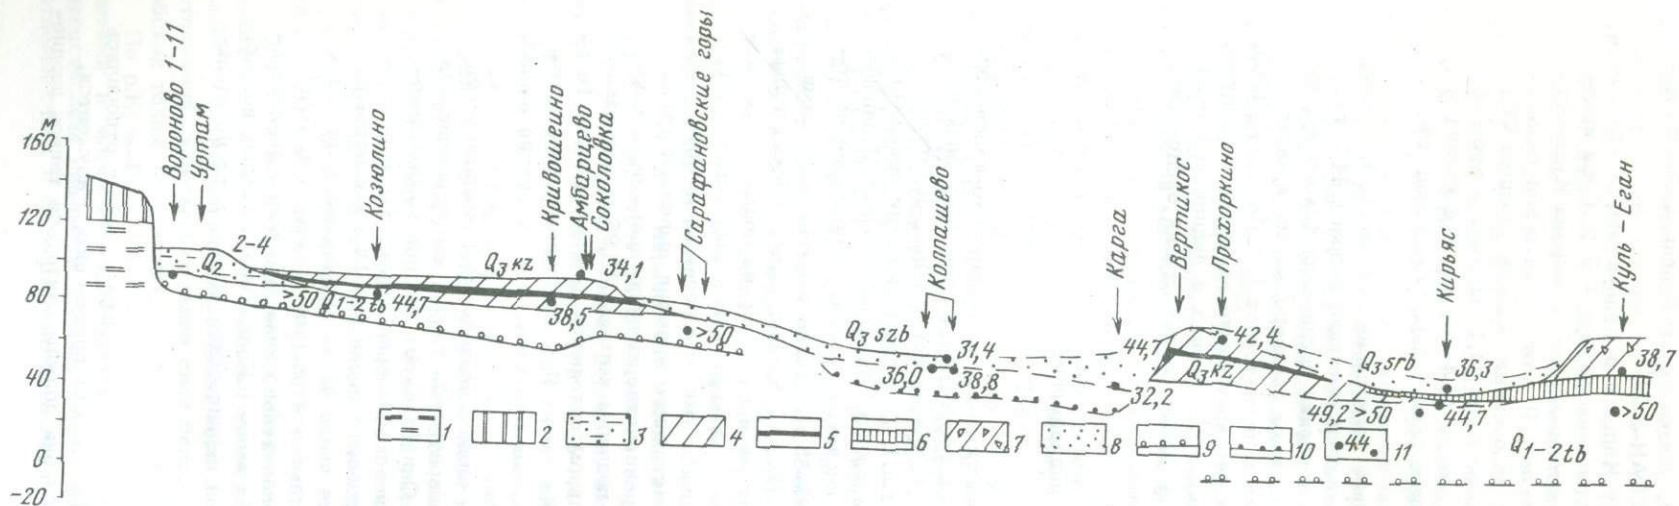 м
160
120
80
40
0
-20
Вороново 1-11
Уртам
Козюлино
Кривошеино
Амбарцево
Соколовка
Сарафановские горы
Колпашево
Карга
Вертикос
Прохоркино
Кирьяс
Куль-Еган
2-4
Q2
Q3kz
34,1
>50
Q1-2tb
44,7
38,5
>50
Q3szb
31,4
36,0
38,8
32,2
44,7
42,4
Q3kz
Q3srb
36,3
49,2
>50
44,7
38,7
>50
Q1-2tb
1
2
3
4
5
6
7
8
9
10
44
11